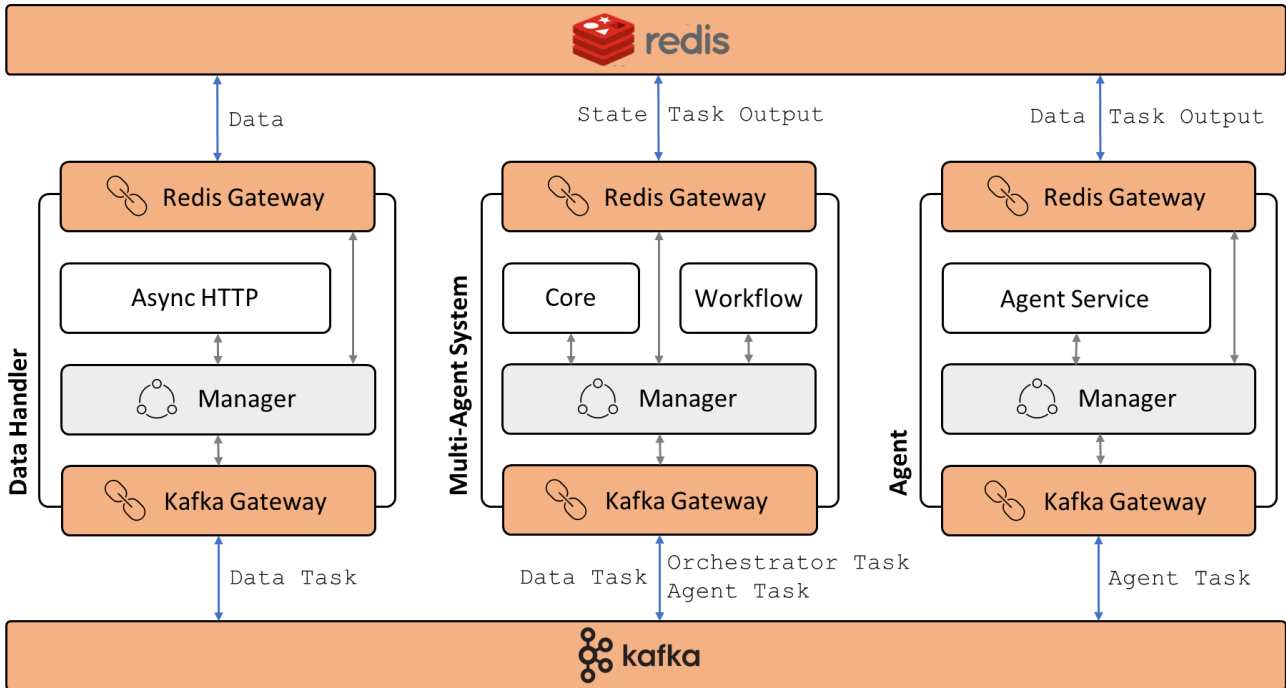 redis
Data
State Task Output
Data Task Output
Data Handler
Redis Gateway
Async HTTP
Manager
Kafka Gateway
Multi-Agent System
Redis Gateway
Core
Workflow
Manager
Kafka Gateway
Agent
Redis Gateway
Agent Service
Manager
Kafka Gateway
Data Task
Data Task
Orchestrator Task
Agent Task
Agent Task
kafka